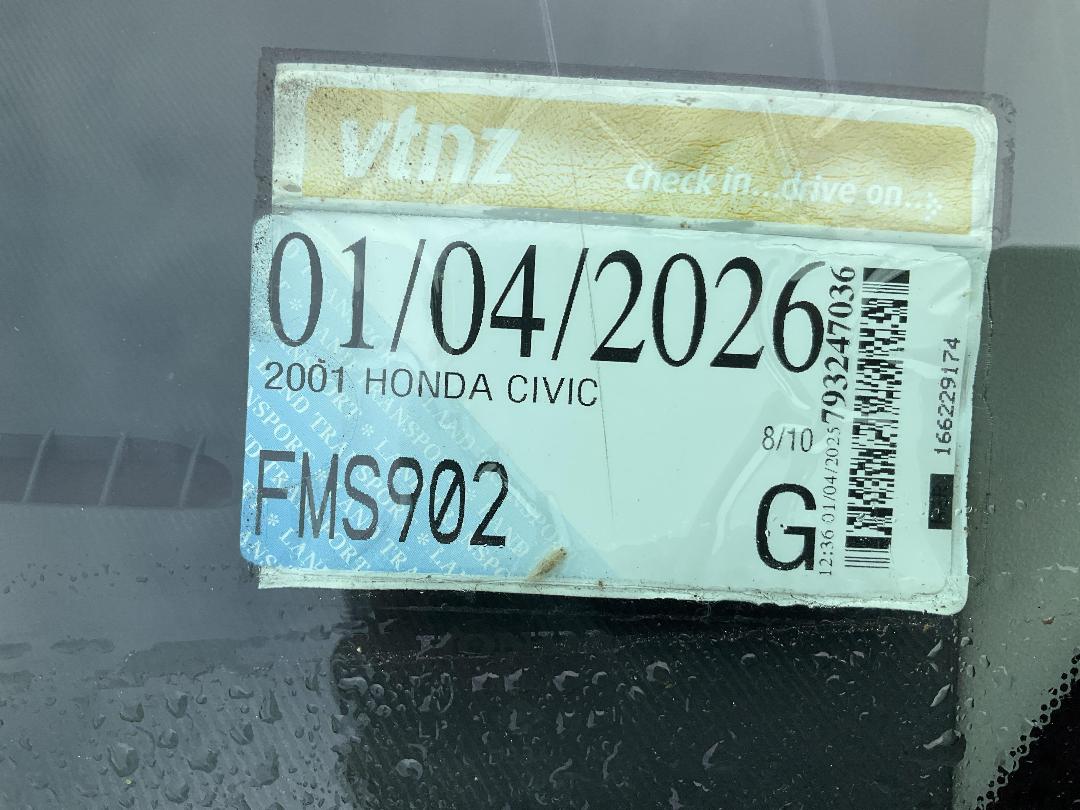 vtnz
Check in...drive on...
01/04/2026
2001 HONDA CIVIC
8/10
FMS902
G
12:36 01/04/2025 793247036
166229174